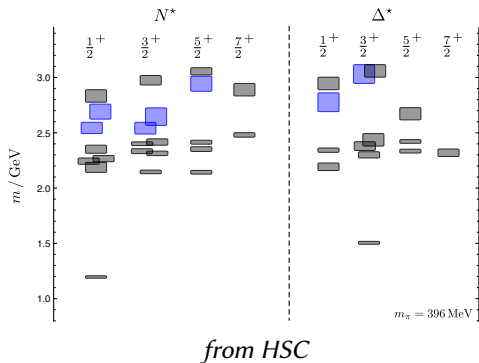 N⋆ Δ⋆
1/2+ 3/2+ 5/2+ 7/2+ 1/2+ 3/2+ 5/2+ 7/2+
3.0
2.5
2.0
1.5
1.0
m / GeV
mπ = 396 MeV
from HSC